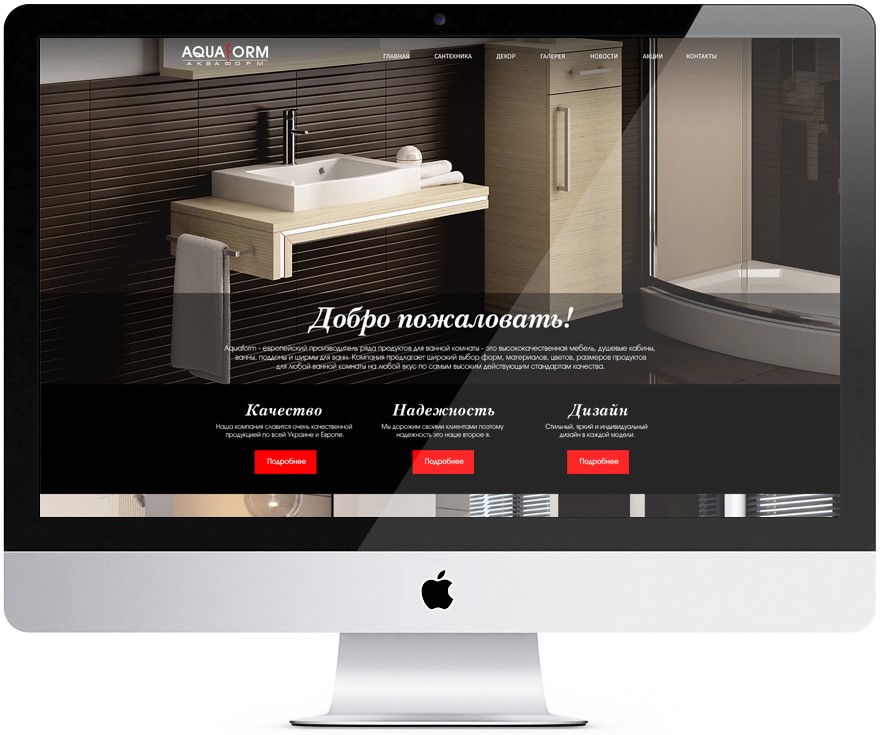 AQUAFORM
АКВАФОРМ
ГЛАВНАЯ САНТЕХНИКА ДЕКОР ГАЛЕРЕЯ НОВОСТИ АКЦИИ КОНТАКТЫ
Добро пожаловать!
Aquaform - европейский производитель ряда продуктов для ванной комнаты - это высококачественная мебель, душевые кабины,
ванны, поддоны и ширмы для ванн. Компания предлагает широкий выбор форм, материалов, цветов, размеров продуктов
для любой ванной комнаты на любой вкус по самым высоким действующим стандартам качества.
Качество
Наша компания славится очень качественной
продукцией по всей Украине и Европе.
Подробнее
Надежность
Мы дорожим своими клиентами поэтому
надежность это наше второе я.
Подробнее
Дизайн
Стильный, яркий и индивидуальный
дизайн в каждой модели.
Подробнее